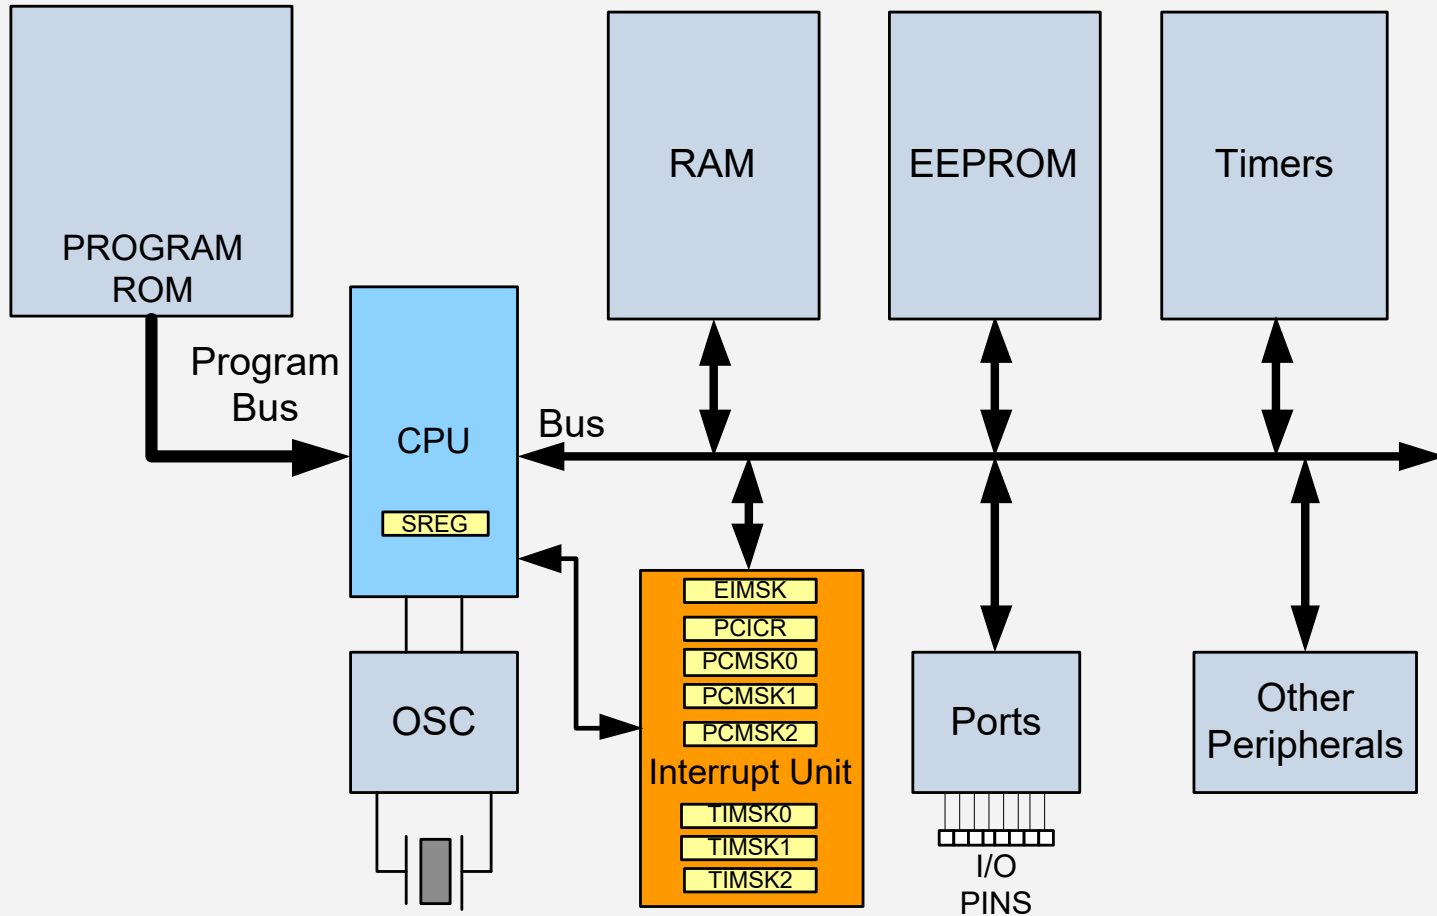 PROGRAM
ROM
RAM
EEPROM
Timers
Program
Bus
CPU
Bus
SREG
EIMSK
PCICR
PCMSK0
PCMSK1
PCMSK2
Interrupt Unit
TIMSK0
TIMSK1
TIMSK2
OSC
Ports
I/O
PINS
Other
Peripherals